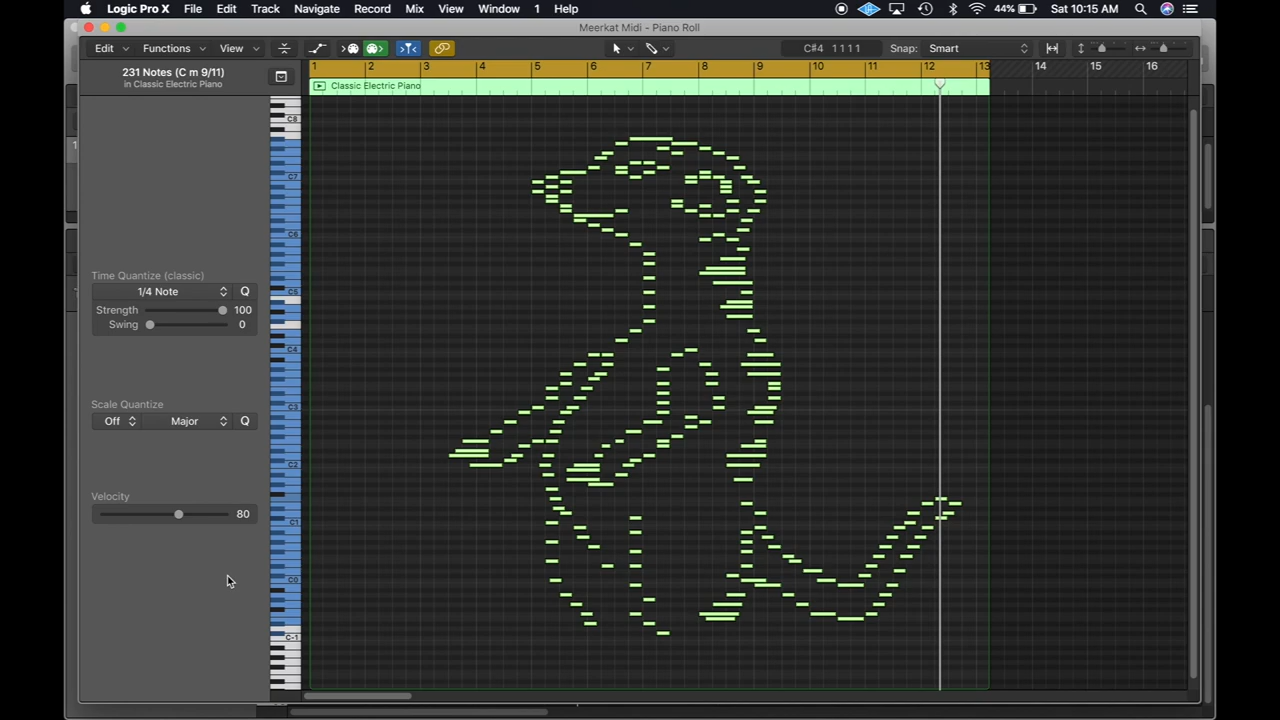 Logic Pro X File Edit Track Navigate Record Mix View Window 1 Help 44% Sat 10:15 AM
Meerkat Midi - Piano Roll
Edit Functions View C#4 1 1 1 1 Snap: Smart
1 2 3 4 5 6 7 8 9 10 11 12 13 14 15 16
231 Notes (C m 9/11)
in Classic Electric Piano
Classic Electric Piano
C8
C7
C6
C5
C4
C3
C2
C1
C0
C-1
Time Quantize (classic)
1/4 Note Q
Strength 100
Swing 0
Scale Quantize
Off Major Q
Velocity
80